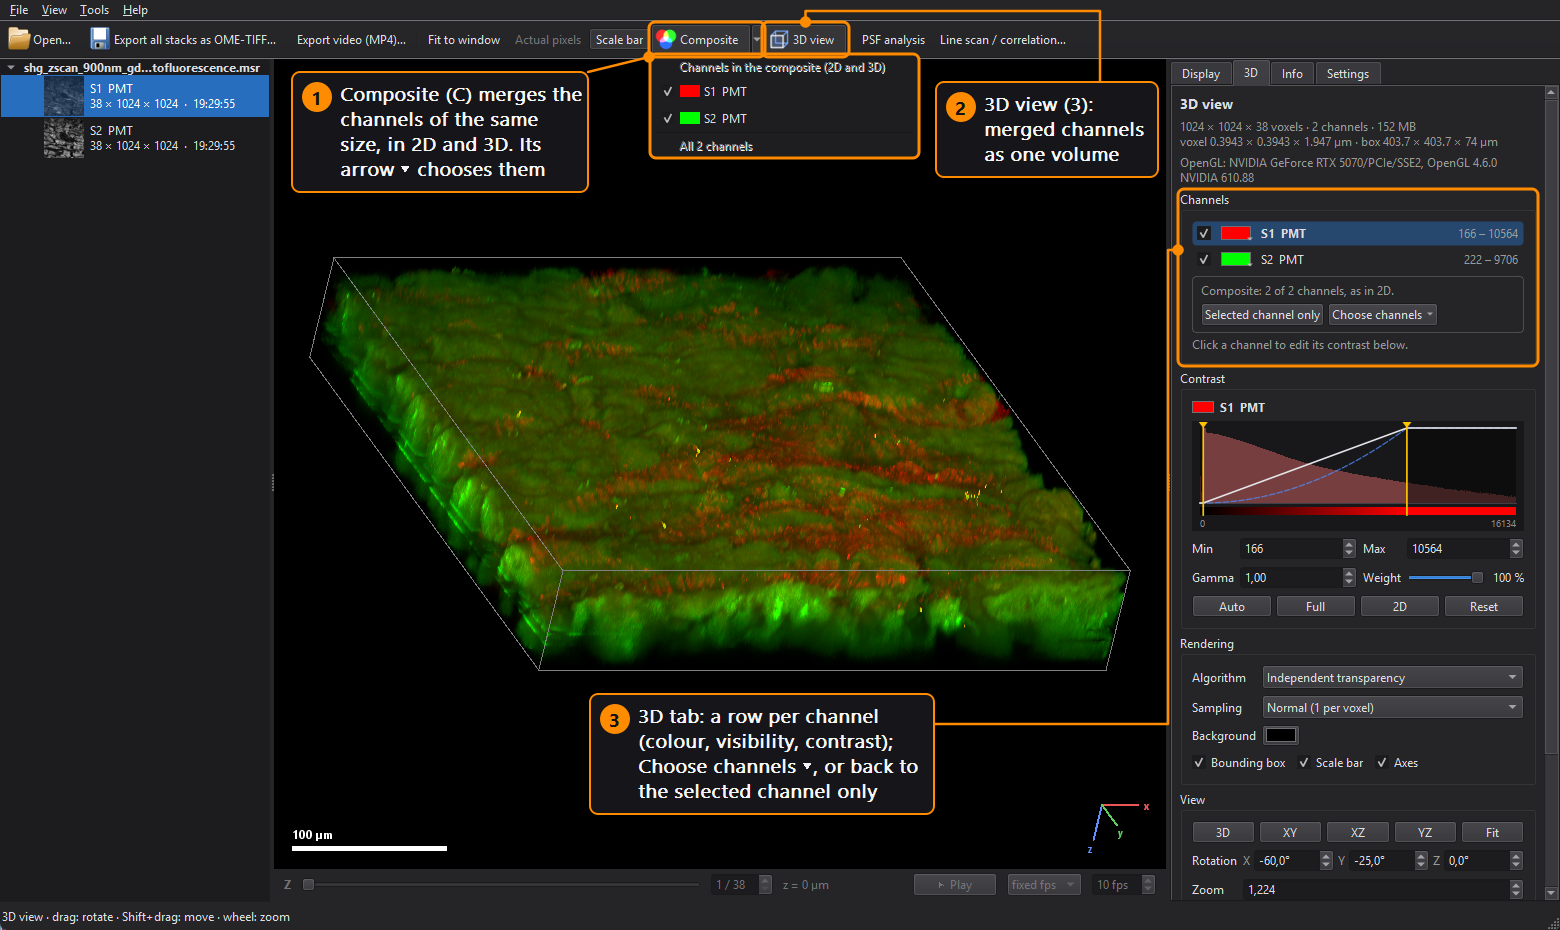 File View Tools Help
Open... Export all stacks as OME-TIFF... Export video (MP4)... Fit to window Actual pixels Scale bar Composite 3D view PSF analysis Line scan / correlation...
shg_zscan_900nm_gd...tofluorescence.msr
S1 PMT
38 × 1024 × 1024 · 19:29:55
S2 PMT
38 × 1024 × 1024 · 19:29:55
1 Composite (C) merges the
channels of the same
size, in 2D and 3D. Its
arrow ▾ chooses them
Channels in the composite (2D and 3D)
✓ S1 PMT
✓ S2 PMT
All 2 channels
2 3D view (3):
merged channels
as one volume
3 3D tab: a row per channel
(colour, visibility, contrast);
Choose channels ▾, or back to
the selected channel only
100 µm
x
y
z
Z 1 / 38 z = 0 µm Play fixed fps 10 fps
Display 3D Info Settings
3D view
1024 × 1024 × 38 voxels · 2 channels · 152 MB
voxel 0.3943 × 0.3943 × 1.947 µm · box 403.7 × 403.7 × 74 µm
OpenGL: NVIDIA GeForce RTX 5070/PCIe/SSE2, OpenGL 4.6.0
NVIDIA 610.88
Channels
✓ S1 PMT 166 – 10564
✓ S2 PMT 222 – 9706
Composite: 2 of 2 channels, as in 2D.
Selected channel only Choose channels
Click a channel to edit its contrast below.
Contrast
S1 PMT
0 16134
Min 166 Max 10564
Gamma 1,00 Weight 100 %
Auto Full 2D Reset
Rendering
Algorithm Independent transparency
Sampling Normal (1 per voxel)
Background
✓ Bounding box ✓ Scale bar ✓ Axes
View
3D XY XZ YZ Fit
Rotation X -60,0° Y -25,0° Z 0,0°
Zoom 1,224
3D view · drag: rotate · Shift+drag: move · wheel: zoom